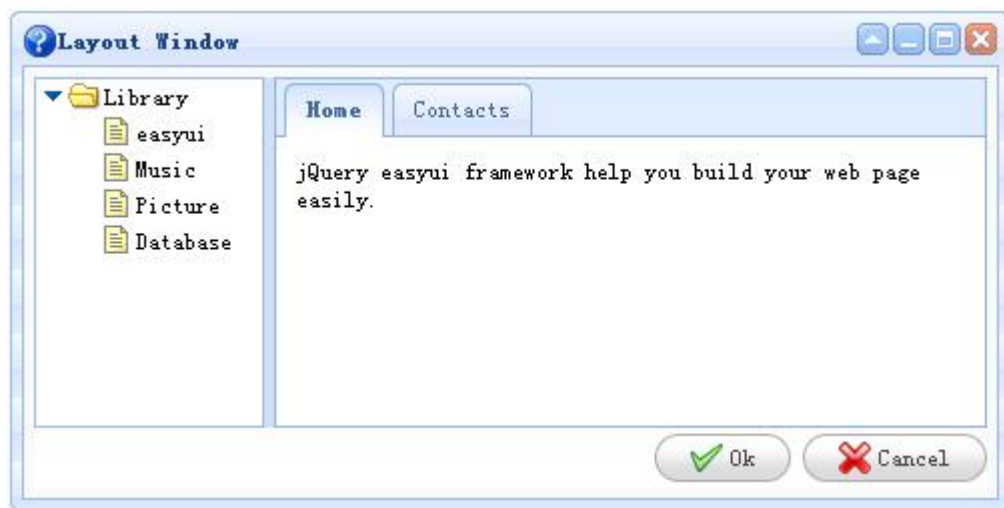 Layout Window
Library
easyui
Music
Picture
Database
Home
Contacts
jQuery easyui framework help you build your web page
easily.
Ok
Cancel